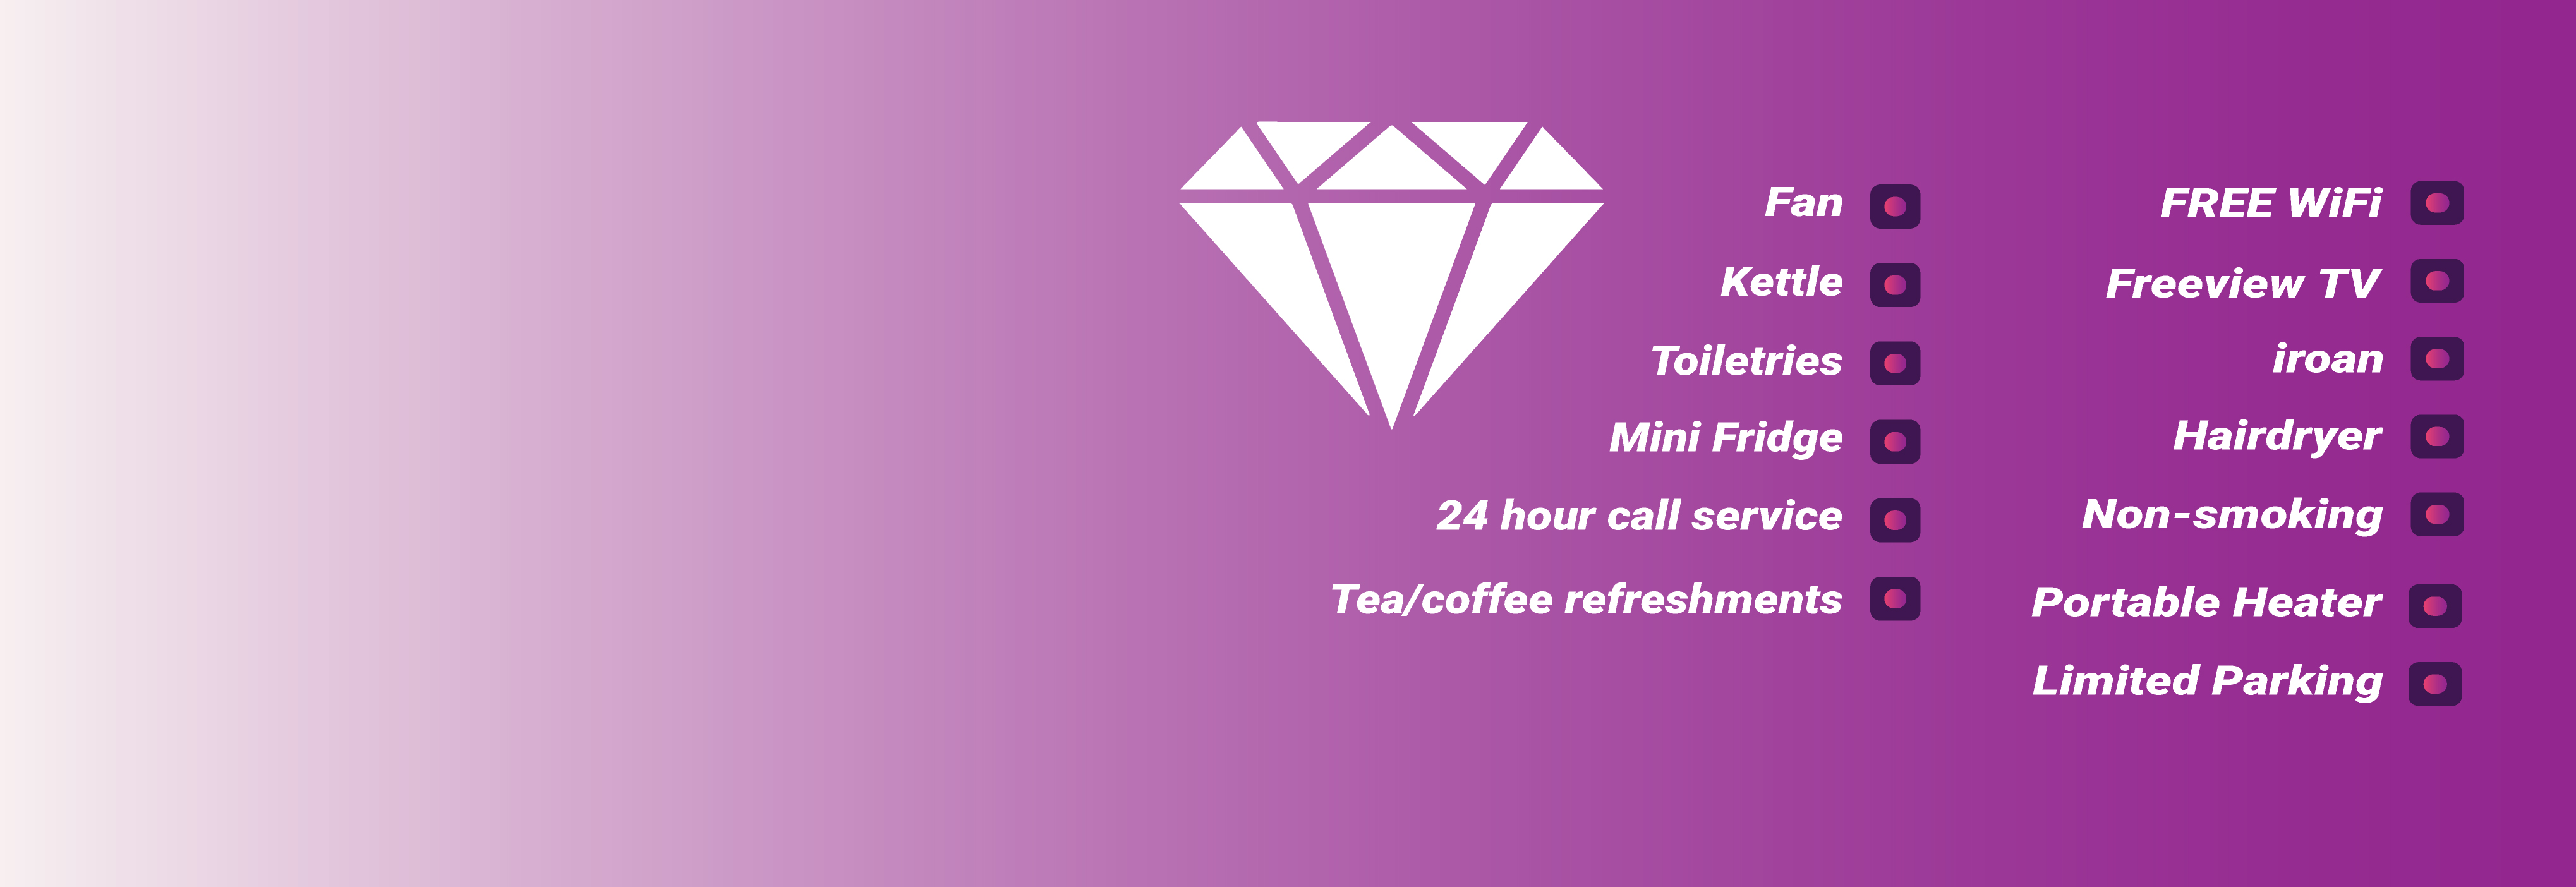 Fan
Kettle
Toiletries
Mini Fridge
24 hour call service
Tea/coffee refreshments
FREE WiFi
Freeview TV
iroan
Hairdryer
Non-smoking
Portable Heater
Limited Parking